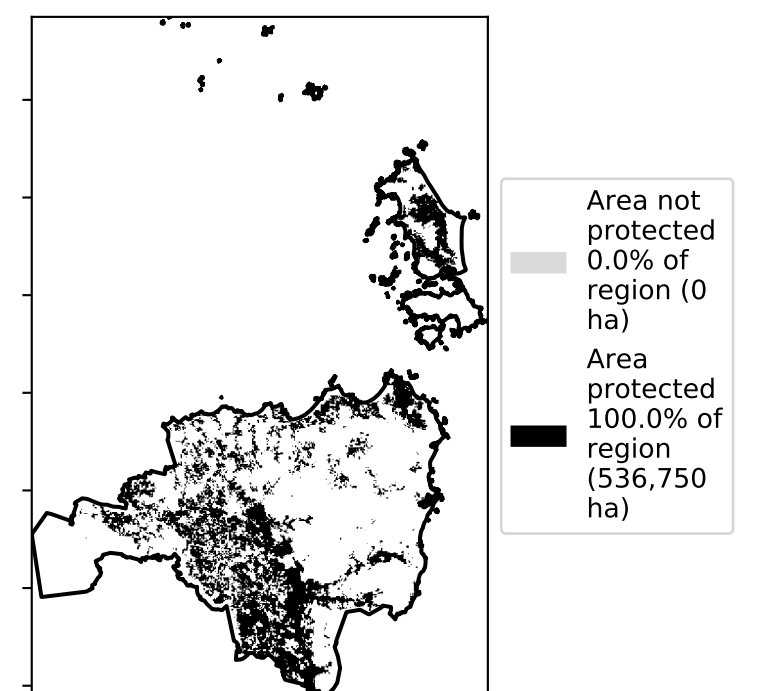 Area not
protected
0.0% of
region (0
ha)
Area
protected
100.0% of
region
(536,750
ha)